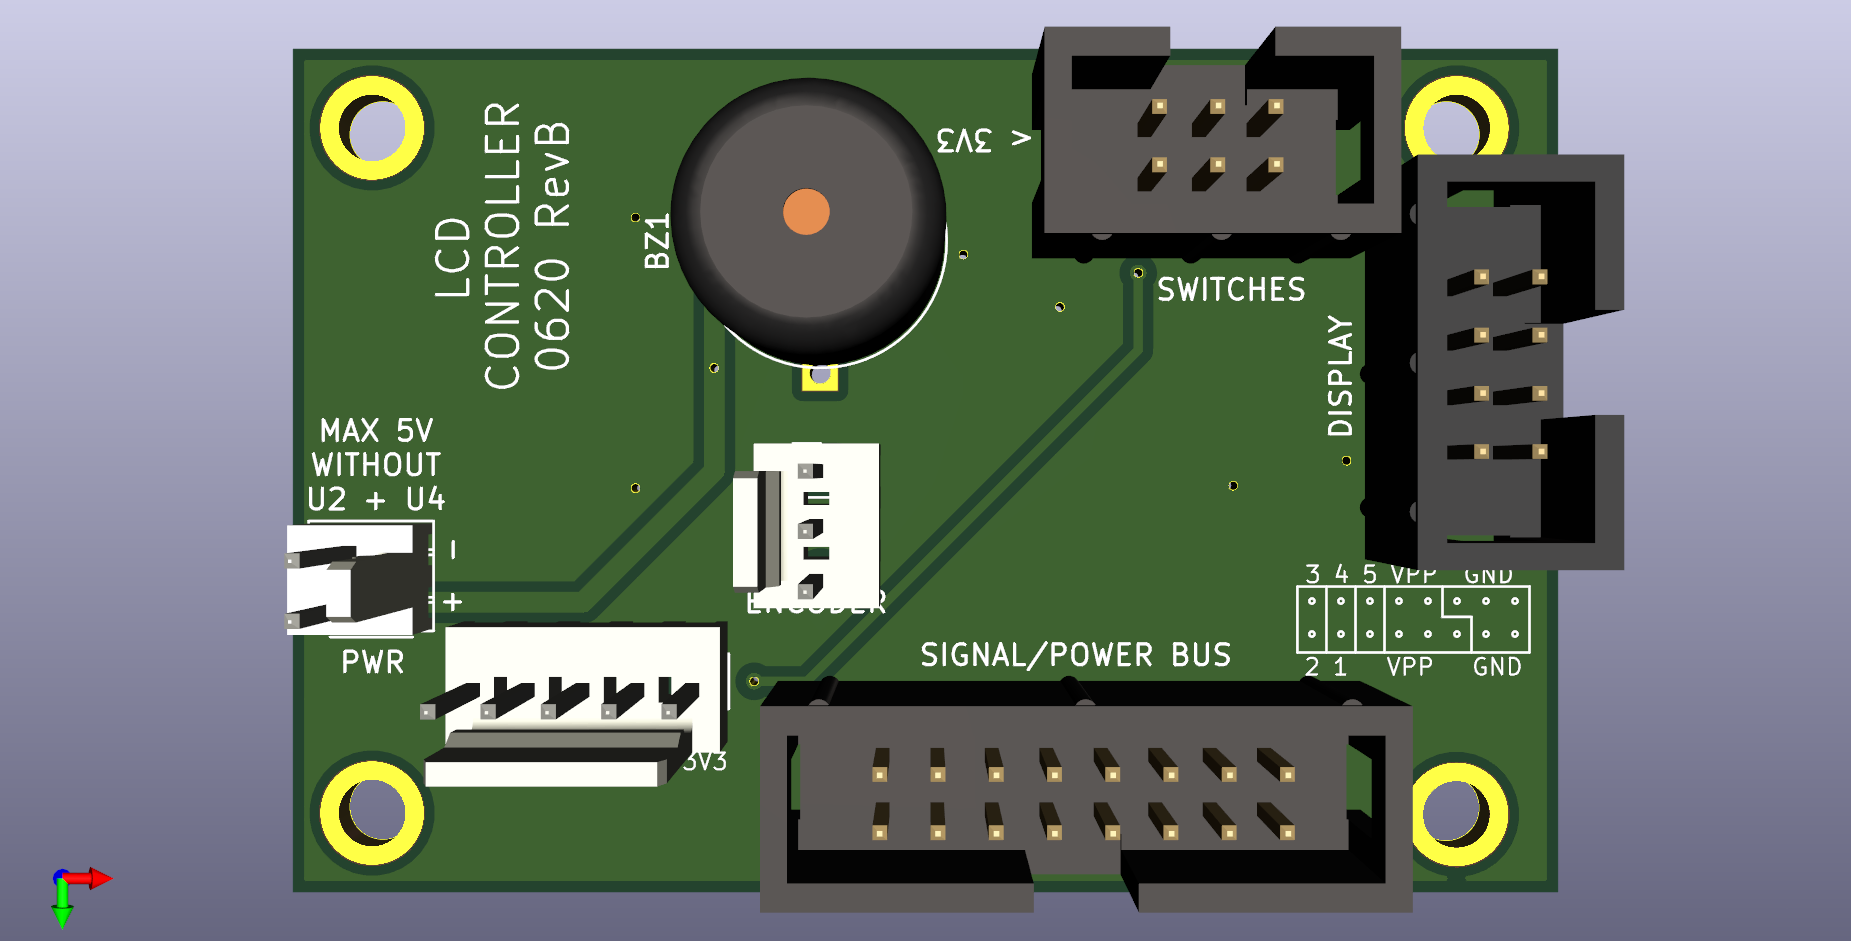 LCD
CONTROLLER
0620 RevB
BZ1
< 3V3
SWITCHES
DISPLAY
MAX 5V
WITHOUT
U2 + U4
-
+
PWR
ENCODER
3V3
SIGNAL/POWER BUS
3 4 5 VPP GND
2 1 VPP GND